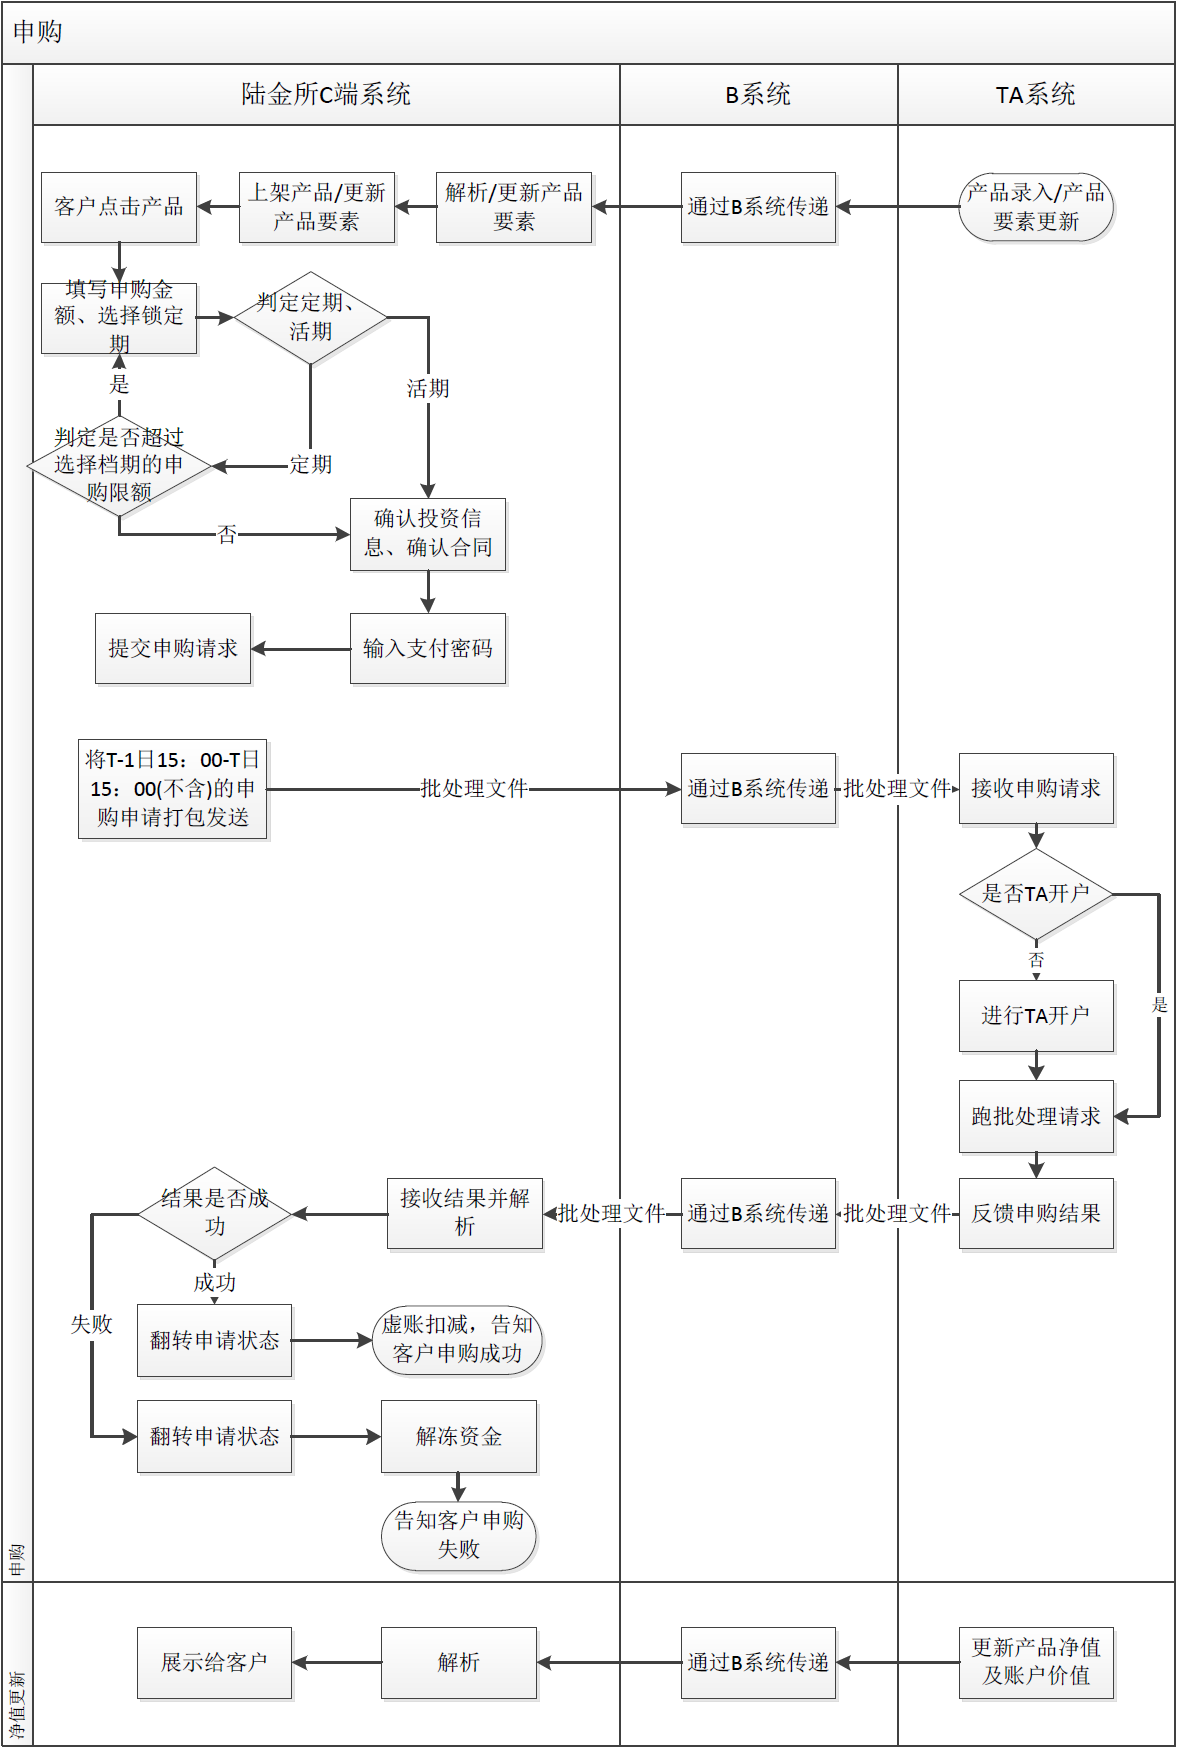 申购
陆金所C端系统
B系统
TA系统
客户点击产品
上架产品/更新
产品要素
解析/更新产品
要素
通过B系统传递
产品录入/产品
要素更新
填写申购金
额、选择锁定
期
判定定期、
活期
是
活期
判定是否超过
选择档期的申
购限额
定期
否
确认投资信
息、确认合同
提交申购请求
输入支付密码
将T-1日15：00-T日
15：00(不含)的申
购申请打包发送
批处理文件
通过B系统传递
批处理文件
接收申购请求
是否TA开户
否
是
进行TA开户
跑批处理请求
结果是否成
功
接收结果并解
析
批处理文件
通过B系统传递
批处理文件
反馈申购结果
成功
失败
翻转申请状态
虚账扣减，告知
客户申购成功
翻转申请状态
解冻资金
告知客户申购
失败
申购
展示给客户
解析
通过B系统传递
更新产品净值
及账户价值
净值更新